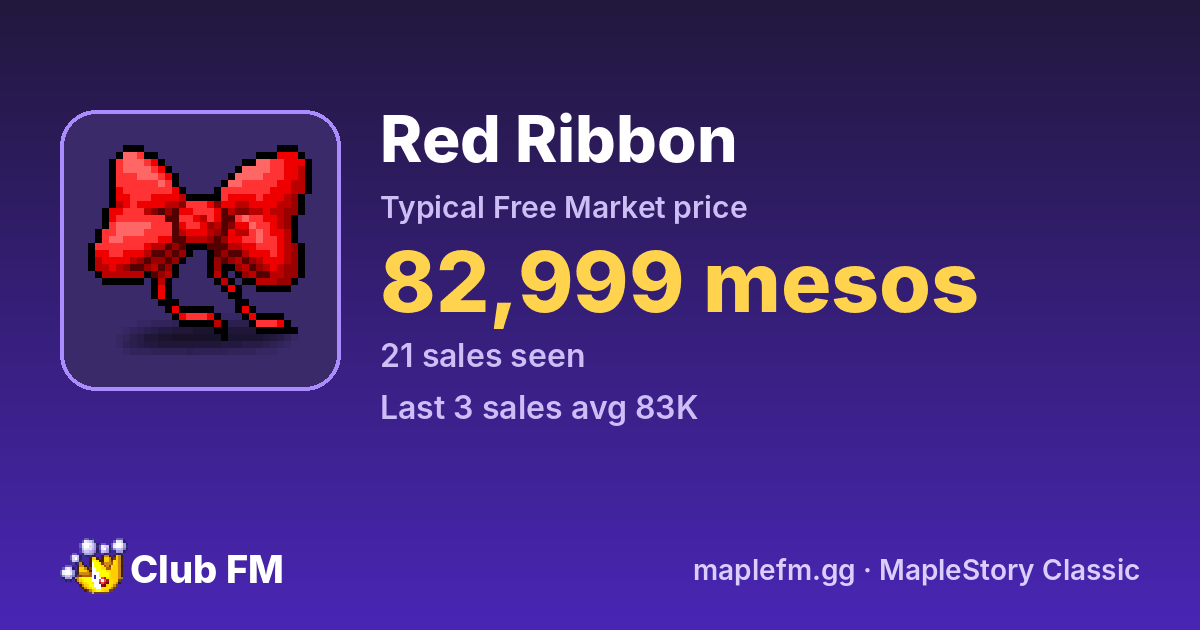 Red Ribbon
Typical Free Market price
82,999 mesos
21 sales seen
Last 3 sales avg 83K
Club FM
maplefm.gg · MapleStory Classic